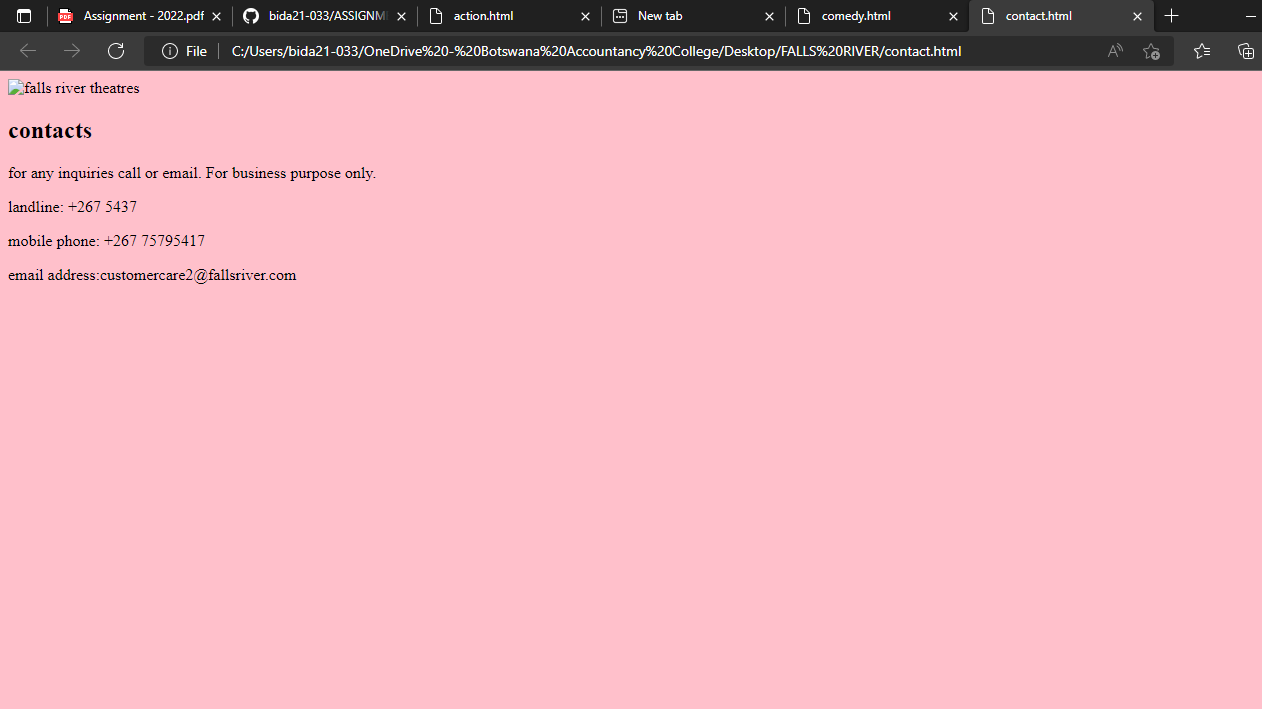 Assignment - 2022.pdf
bida21-033/ASSIGNM
action.html
New tab
comedy.html
contact.html
File
C:/Users/bida21-033/OneDrive%20-%20Botswana%20Accountancy%20College/Desktop/FALLS%20RIVER/contact.html
falls river theatres
contacts
for any inquiries call or email. For business purpose only.
landline: +267 5437
mobile phone: +267 75795417
email address:customercare2@fallsriver.com